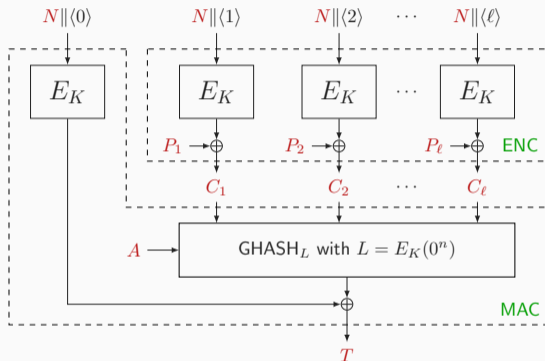 N∥⟨0⟩ N∥⟨1⟩ N∥⟨2⟩ ··· N∥⟨ℓ⟩
E_K E_K E_K ··· E_K
P_1 P_2 P_ℓ ENC
C_1 C_2 ··· C_ℓ
A GHASH_L with L = E_K(0^n)
MAC
T